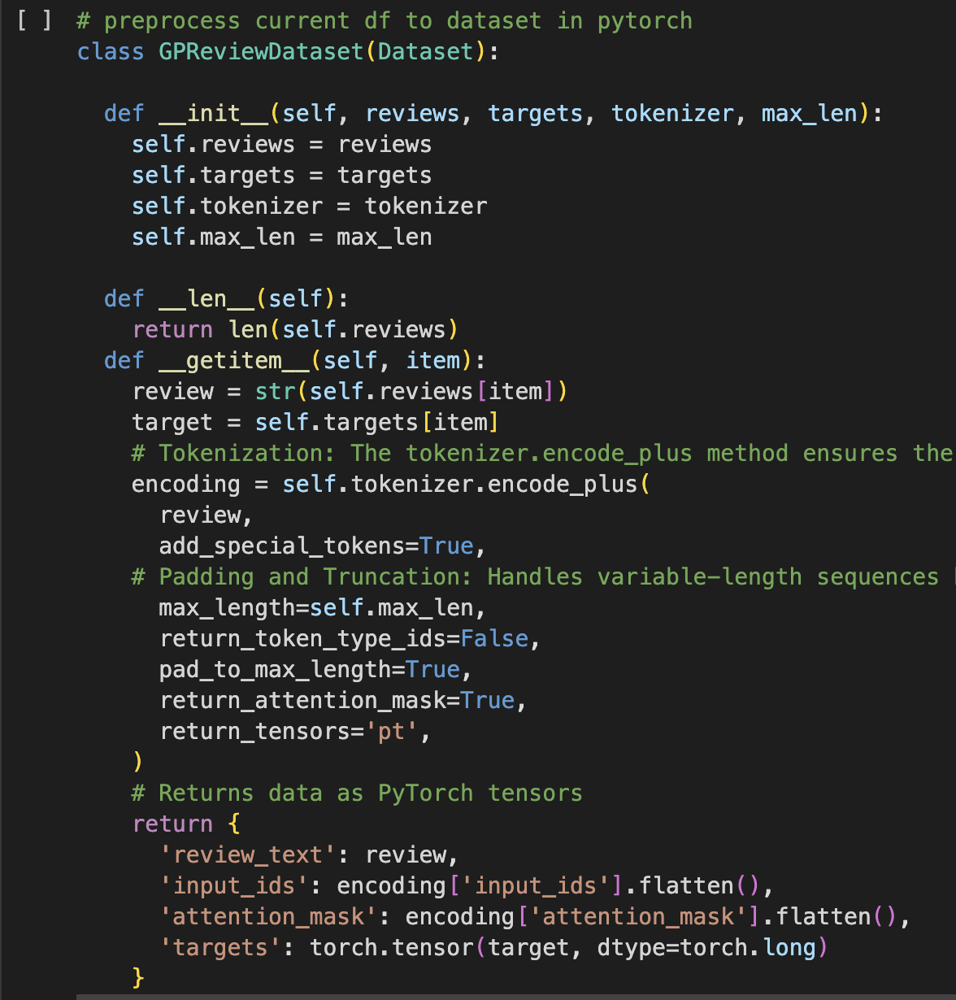 [ ] # preprocess current df to dataset in pytorch
class GPReviewDataset(Dataset):

  def __init__(self, reviews, targets, tokenizer, max_len):
    self.reviews = reviews
    self.targets = targets
    self.tokenizer = tokenizer
    self.max_len = max_len

  def __len__(self):
    return len(self.reviews)
  def __getitem__(self, item):
    review = str(self.reviews[item])
    target = self.targets[item]
    # Tokenization: The tokenizer.encode_plus method ensures the
    encoding = self.tokenizer.encode_plus(
      review,
      add_special_tokens=True,
    # Padding and Truncation: Handles variable-length sequences
      max_length=self.max_len,
      return_token_type_ids=False,
      pad_to_max_length=True,
      return_attention_mask=True,
      return_tensors='pt',
    )
    # Returns data as PyTorch tensors
    return {
      'review_text': review,
      'input_ids': encoding['input_ids'].flatten(),
      'attention_mask': encoding['attention_mask'].flatten(),
      'targets': torch.tensor(target, dtype=torch.long)
    }